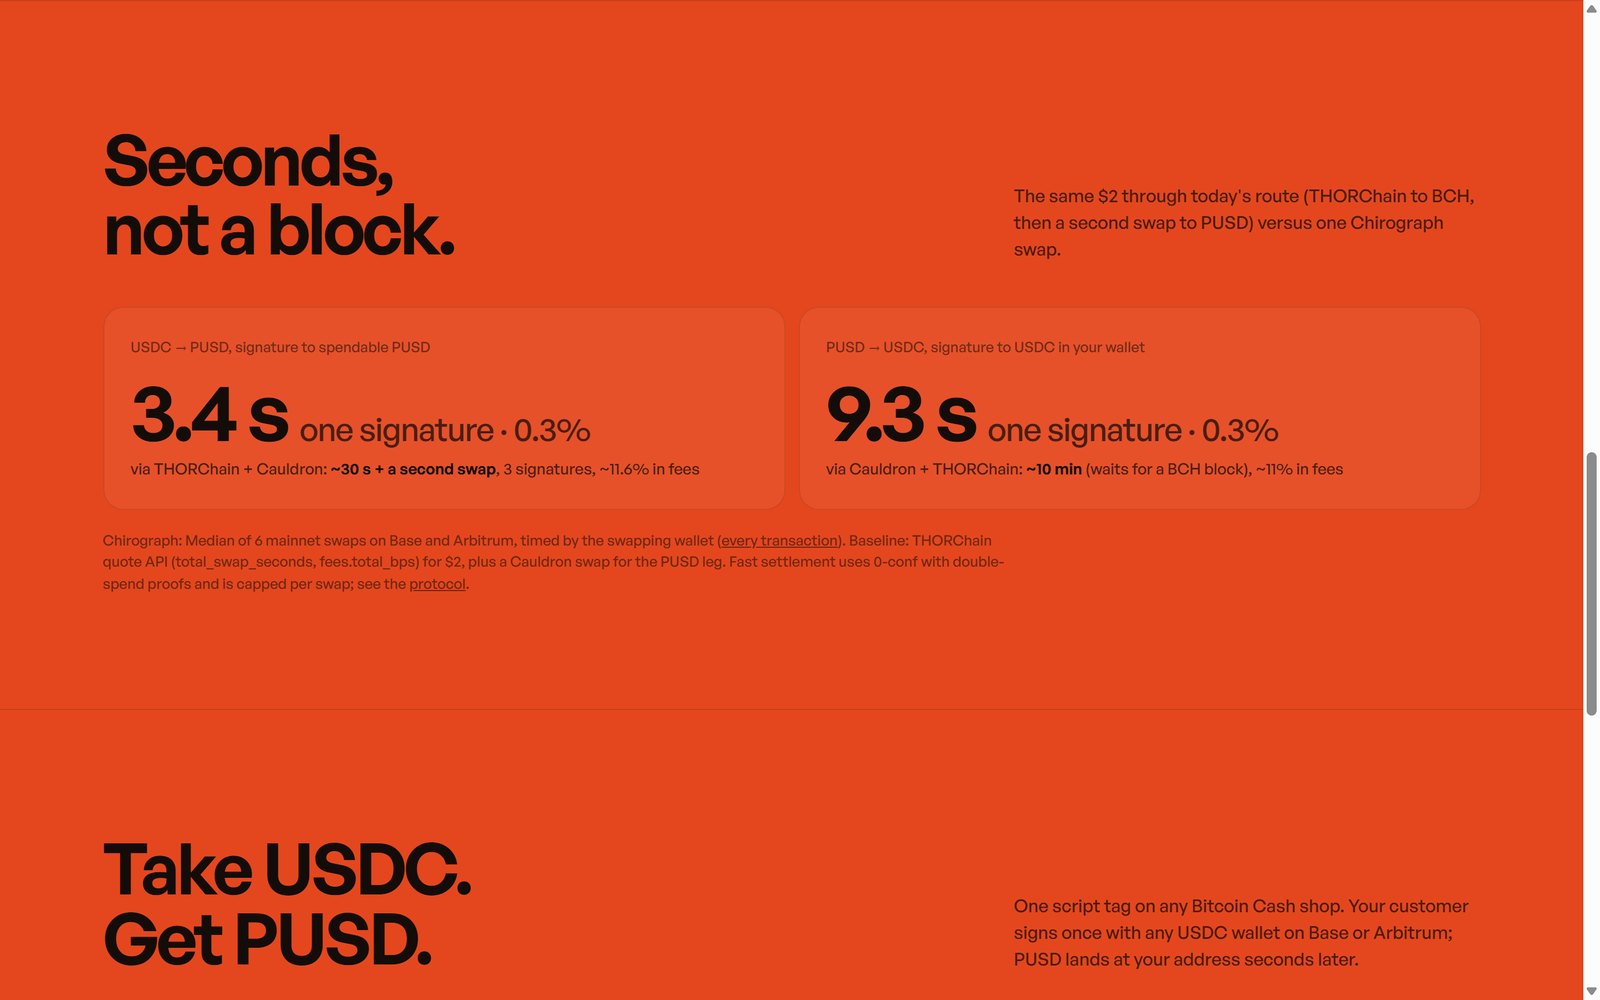 Seconds,
not a block.
The same $2 through today's route (THORChain to BCH,
then a second swap to PUSD) versus one Chirograph
swap.
USDC → PUSD, signature to spendable PUSD
3.4 s one signature · 0.3%
via THORChain + Cauldron: ~30 s + a second swap, 3 signatures, ~11.6% in fees
PUSD → USDC, signature to USDC in your wallet
9.3 s one signature · 0.3%
via Cauldron + THORChain: ~10 min (waits for a BCH block), ~11% in fees
Chirograph: Median of 6 mainnet swaps on Base and Arbitrum, timed by the swapping wallet (every transaction). Baseline: THORChain
quote API (total_swap_seconds, fees.total_bps) for $2, plus a Cauldron swap for the PUSD leg. Fast settlement uses 0-conf with double-
spend proofs and is capped per swap; see the protocol.
Take USDC.
Get PUSD.
One script tag on any Bitcoin Cash shop. Your customer
signs once with any USDC wallet on Base or Arbitrum;
PUSD lands at your address seconds later.